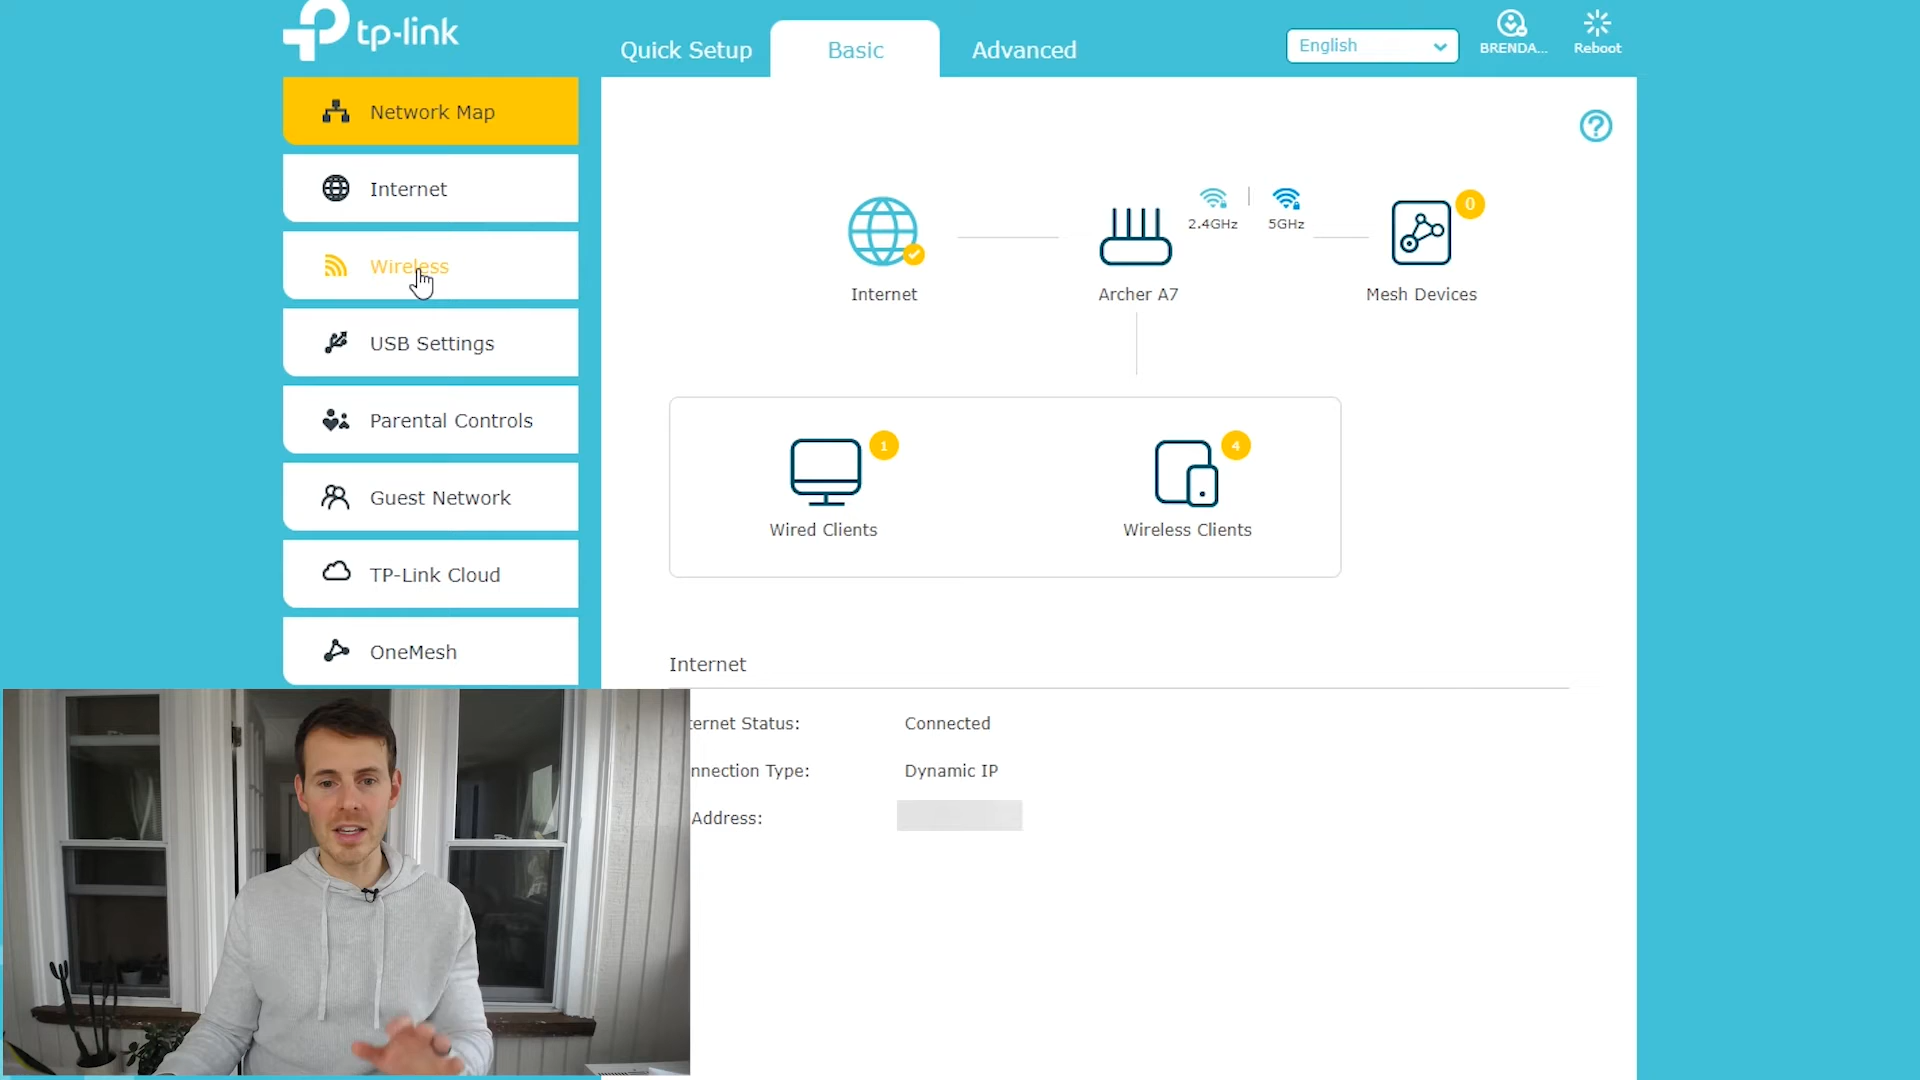 tp-link
Quick Setup
Basic
Advanced
English
BRENDA...
Reboot
Network Map
Internet
Wireless
USB Settings
Parental Controls
Guest Network
TP-Link Cloud
OneMesh
2.4GHz
5GHz
0
Internet
Archer A7
Mesh Devices
1
4
Wired Clients
Wireless Clients
Internet
ternet Status: Connected
nnection Type: Dynamic IP
Address: